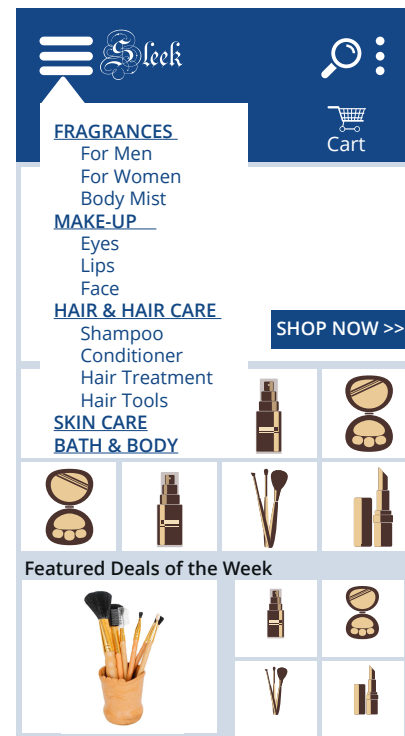 Sleek
Cart
FRAGRANCES
For Men
For Women
Body Mist
MAKE-UP
Eyes
Lips
Face
HAIR & HAIR CARE
Shampoo
Conditioner
Hair Treatment
Hair Tools
SKIN CARE
BATH & BODY
SHOP NOW >>
Featured Deals of the Week